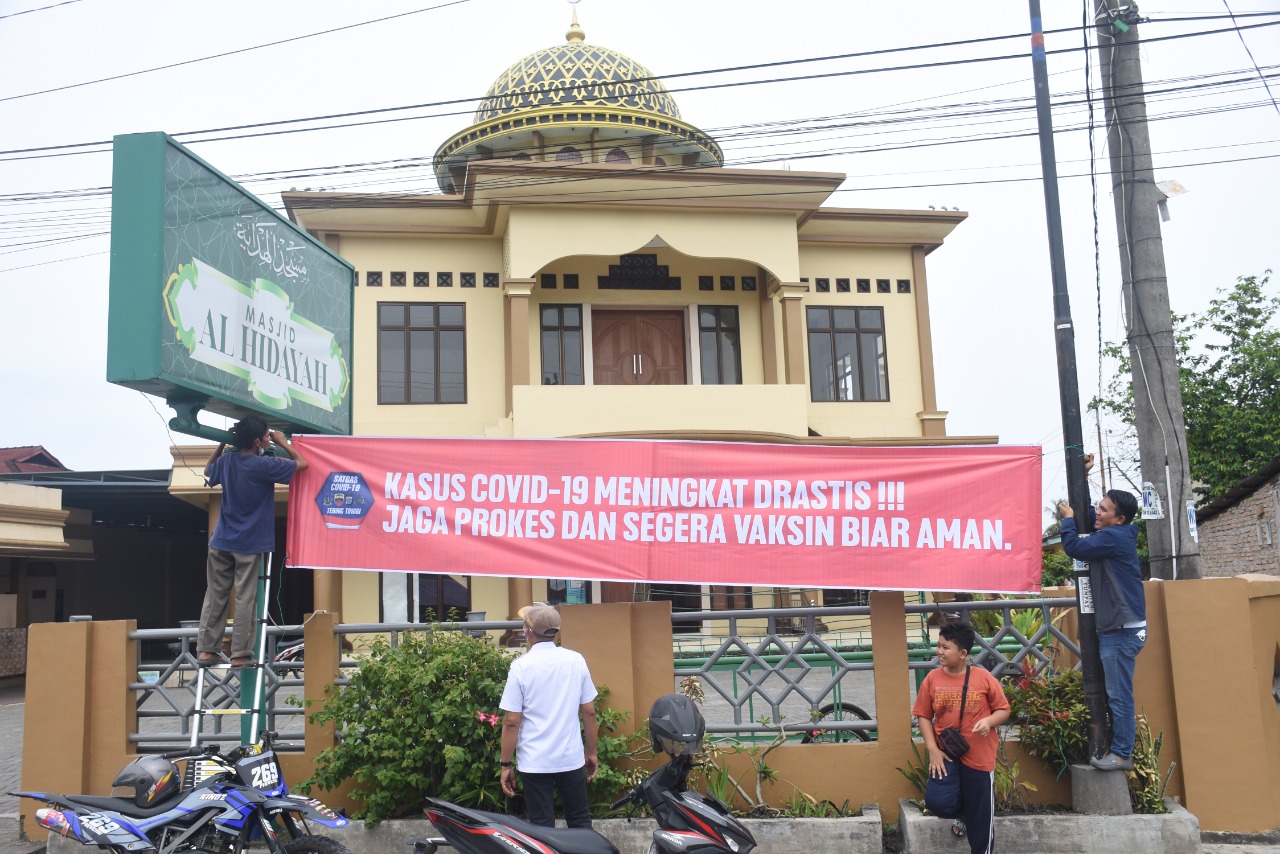 مسجد الهداية
MASJID
AL HIDAYAH
SATGAS
COVID-19
TEBING TINGGI
KASUS COVID-19 MENINGKAT DRASTIS !!!
JAGA PROKES DAN SEGERA VAKSIN BIAR AMAN.
269
269